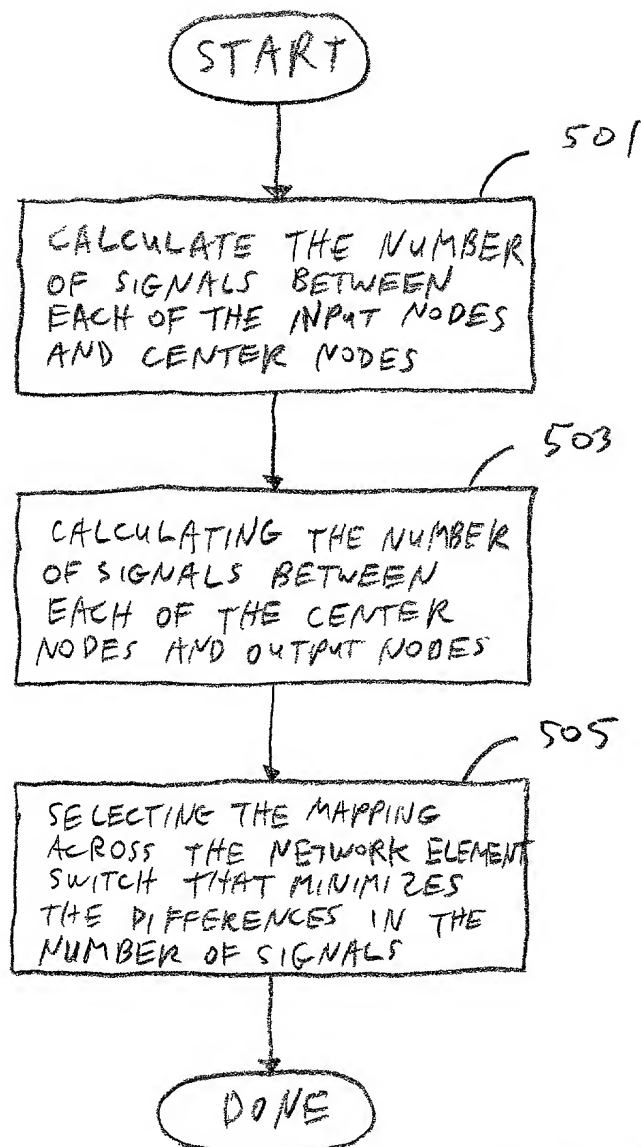 START
501
CALCULATE THE NUMBER
OF SIGNALS BETWEEN
EACH OF THE INPUT NODES
AND CENTER NODES
503
CALCULATING THE NUMBER
OF SIGNALS BETWEEN
EACH OF THE CENTER
NODES AND OUTPUT NODES
505
SELECTING THE MAPPING
ACROSS THE NETWORK ELEMENT
SWITCH THAT MINIMIZES
THE DIFFERENCES IN THE
NUMBER OF SIGNALS
DONE